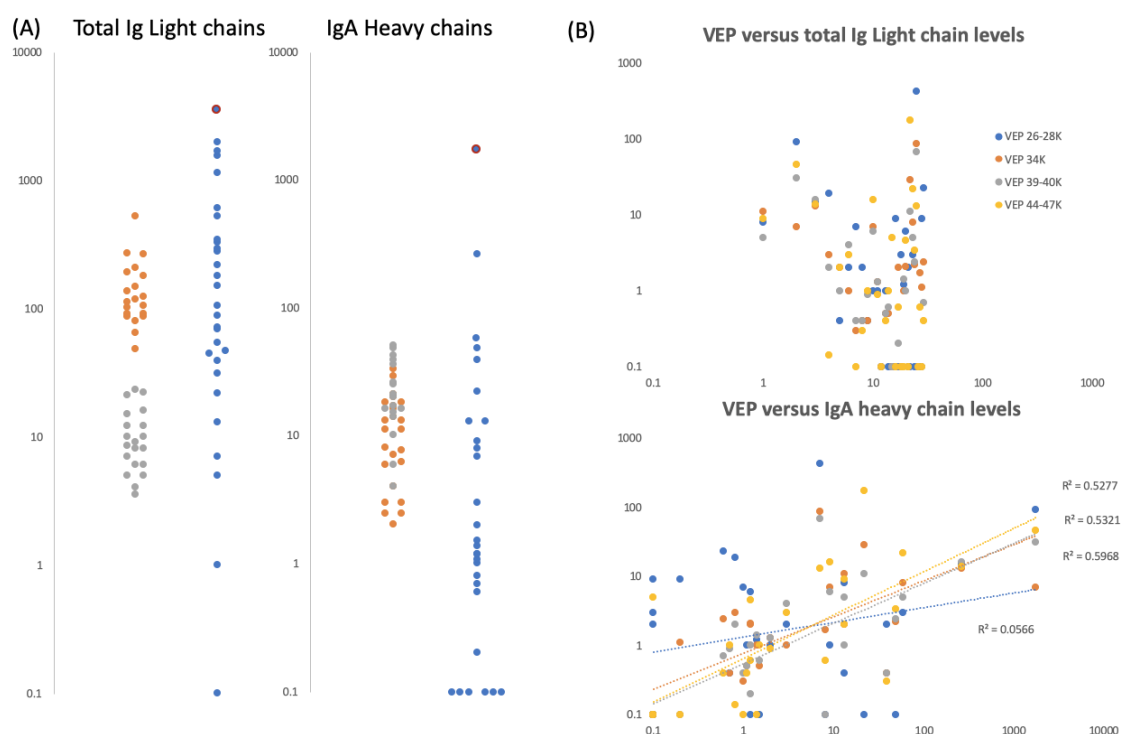 (A)
Total Ig Light chains
IgA Heavy chains
10000
1000
100
10
1
0.1
10000
1000
100
10
1
0.1
(B)
VEP versus total Ig Light chain levels
1000
100
10
1
0.1
0.1
1
10
100
1000
VEP 26-28K
VEP 34K
VEP 39-40K
VEP 44-47K
VEP versus IgA heavy chain levels
1000
100
10
1
0.1
0.1
1
10
100
1000
10000
R² = 0.5277
R² = 0.5321
R² = 0.5968
R² = 0.0566